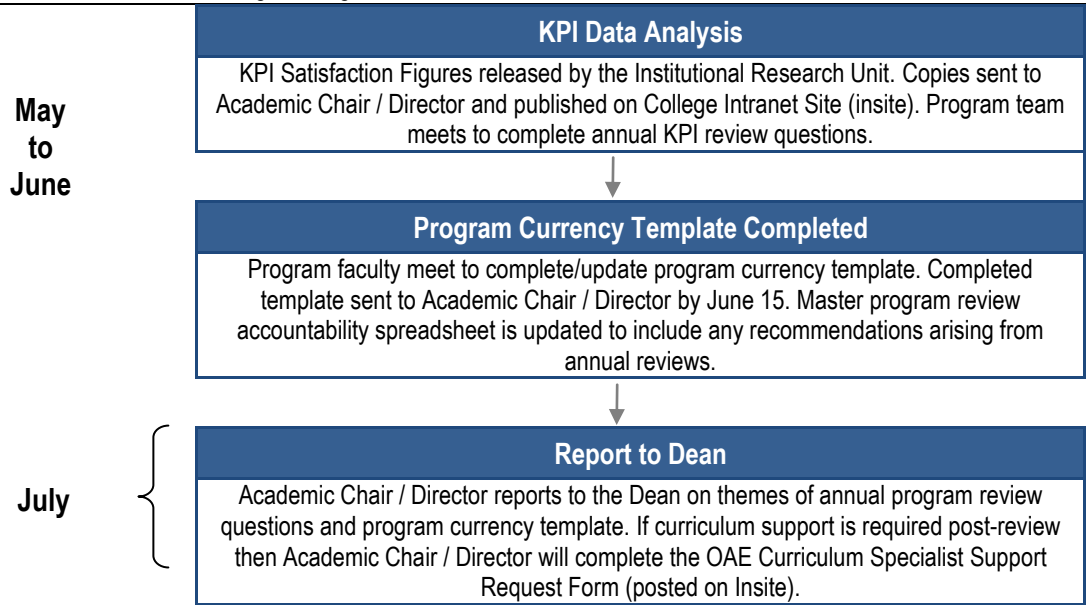 KPI Data Analysis
KPI Satisfaction Figures released by the Institutional Research Unit. Copies sent to
Academic Chair / Director and published on College Intranet Site (insite). Program team
meets to complete annual KPI review questions.
May
to
June
Program Currency Template Completed
Program faculty meet to complete/update program currency template. Completed
template sent to Academic Chair / Director by June 15. Master program review
accountability spreadsheet is updated to include any recommendations arising from
annual reviews.
Report to Dean
July
Academic Chair / Director reports to the Dean on themes of annual program review
questions and program currency template. If curriculum support is required post-review
then Academic Chair / Director will complete the OAE Curriculum Specialist Support
Request Form (posted on Insite).